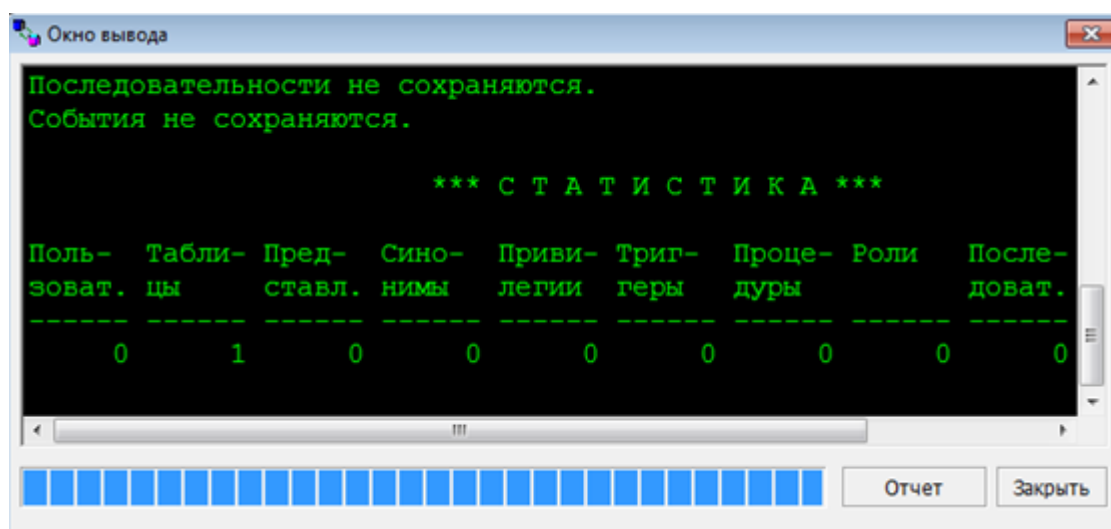 Окно вывода
Последовательности не сохраняются.
События не сохраняются.
*** С Т А Т И С Т И К А ***
Поль- Табли- Пред- Сино- Приви- Триг- Проце- Роли После-
зоват. цы ставл. нимы легии геры дуры доват.
------ ------ ------ ------ ------ ------ ------ ------ ------
0 1 0 0 0 0 0 0 0
Отчет Закрыть